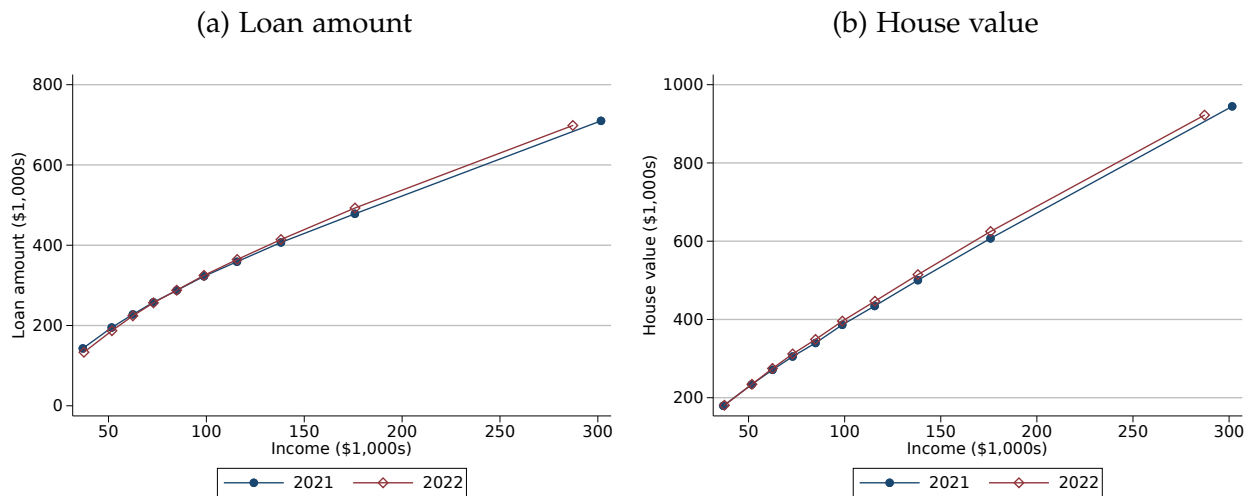 (a) Loan amount
800
600
400
200
0
Loan amount ($1,000s)
50 100 150 200 250 300
Income ($1,000s)
2021 2022
(b) House value
1000
800
600
400
200
House value ($1,000s)
50 100 150 200 250 300
Income ($1,000s)
2021 2022